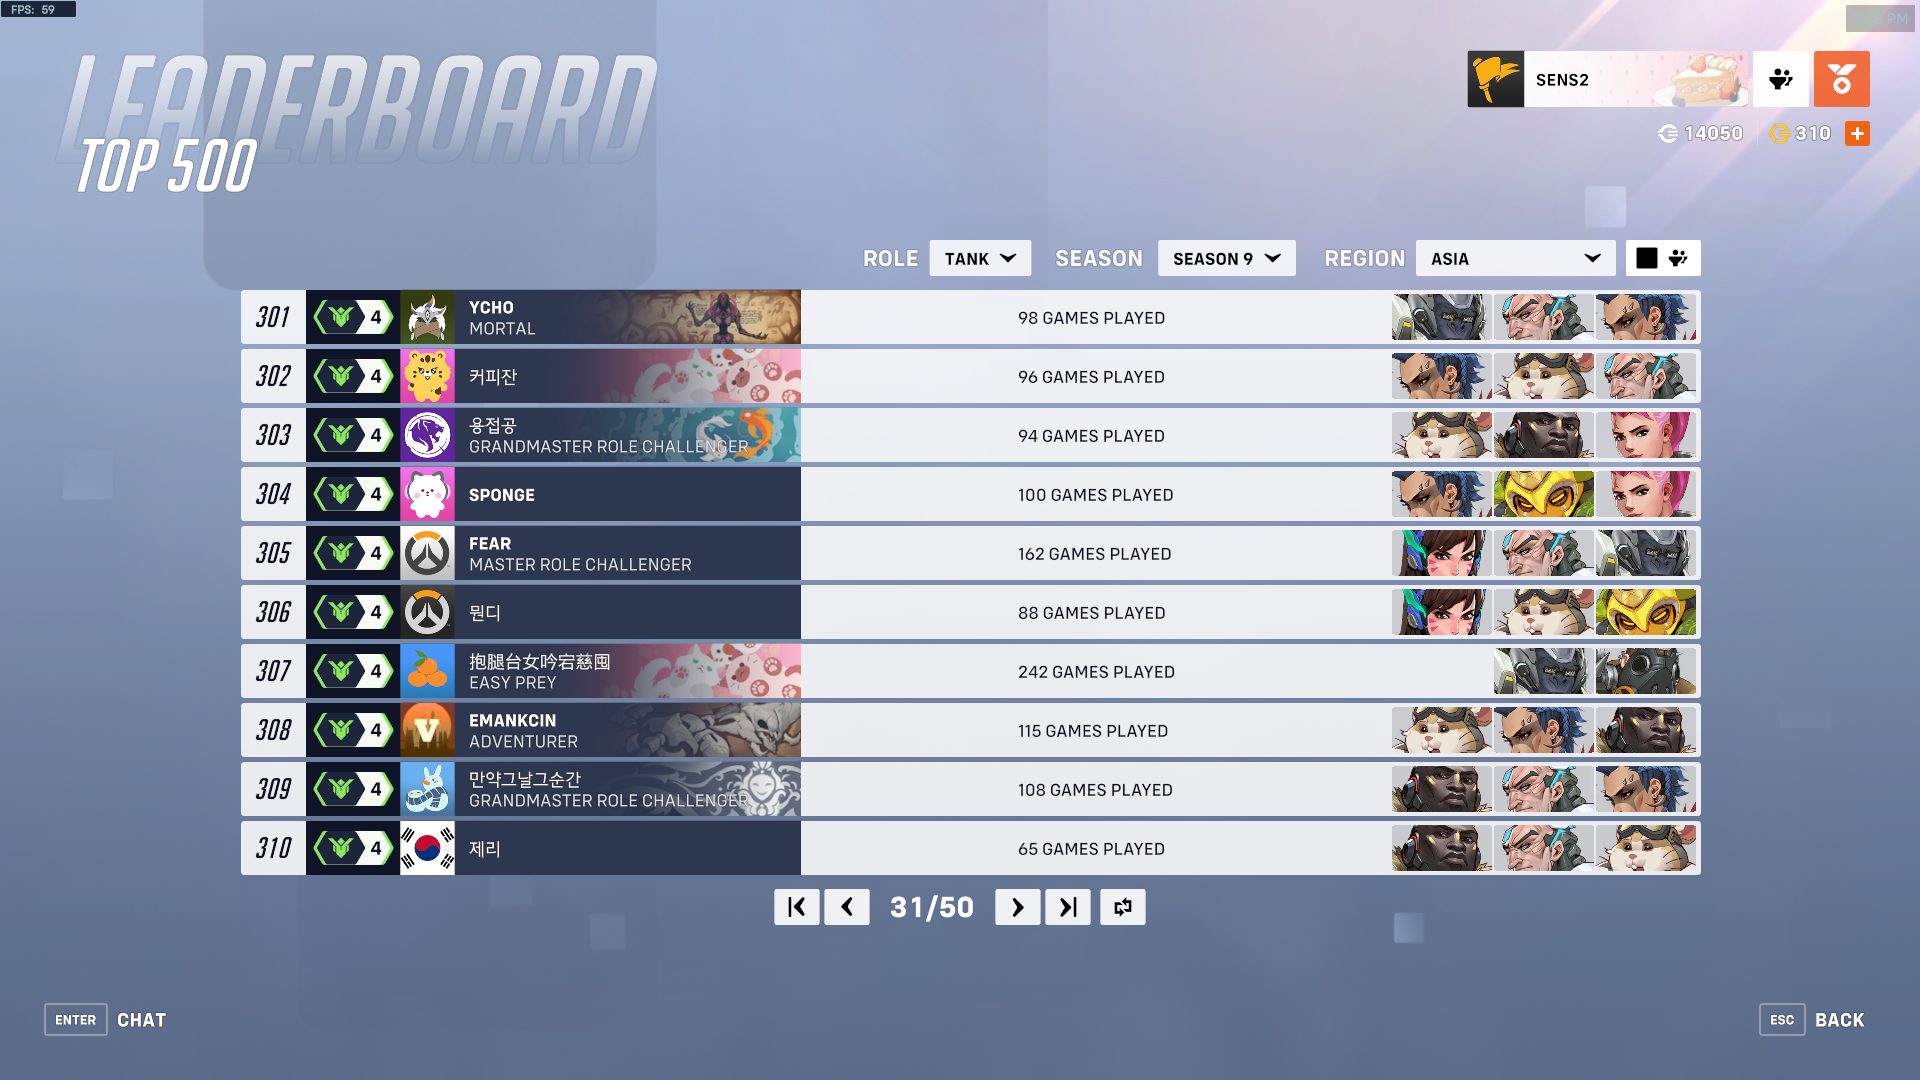 FPS: 59
PM
LEADERBOARD
TOP 500
SENS2
14050
310
ROLE TANK SEASON SEASON 9 REGION ASIA
301 4 YCHO
MORTAL
98 GAMES PLAYED
302 4 커피잔
96 GAMES PLAYED
303 4 용접공
GRANDMASTER ROLE CHALLENGER
94 GAMES PLAYED
304 4 SPONGE
100 GAMES PLAYED
305 4 FEAR
MASTER ROLE CHALLENGER
162 GAMES PLAYED
306 4 뭔디
88 GAMES PLAYED
307 4 抱腿台女吟宕慈囤
EASY PREY
242 GAMES PLAYED
308 4 V EMANKCIN
ADVENTURER
115 GAMES PLAYED
309 4 만약그날그순간
GRANDMASTER ROLE CHALLENGER
108 GAMES PLAYED
310 4 제리
65 GAMES PLAYED
31/50
ENTER CHAT
ESC BACK